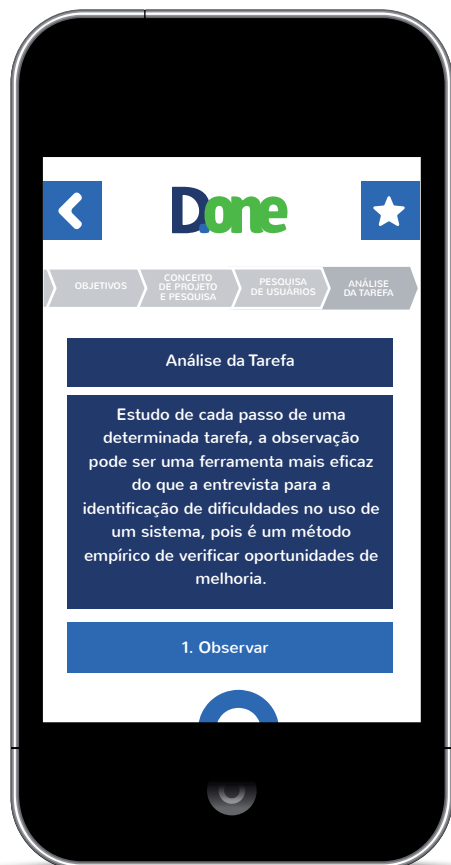 D.one
OBJETIVOS
CONCEITO
DE PROJETO
E PESQUISA
PESQUISA
DE USUÁRIOS
ANÁLISE
DA TAREFA
Análise da Tarefa
Estudo de cada passo de uma
determinada tarefa, a observação
pode ser uma ferramenta mais eficaz
do que a entrevista para a
identificação de dificuldades no uso de
um sistema, pois é um método
empírico de verificar oportunidades de
melhoria.
1. Observar